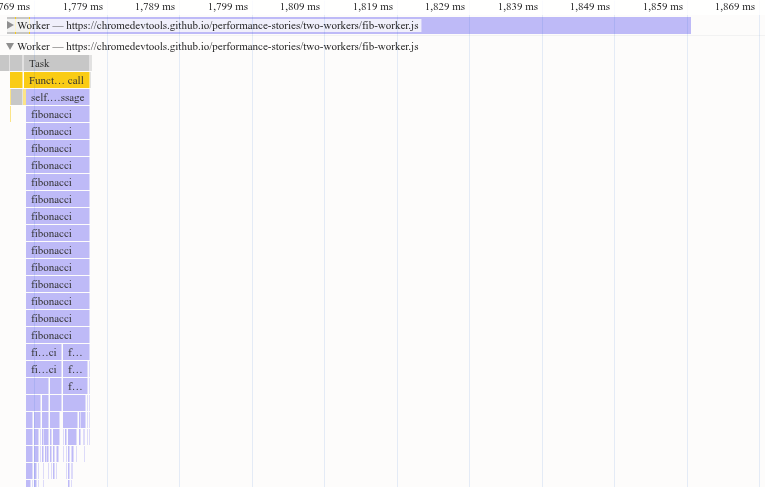 769 ms 1,779 ms 1,789 ms 1,799 ms 1,809 ms 1,819 ms 1,829 ms 1,839 ms 1,849 ms 1,859 ms 1,869 ms
Worker — https://chromedevtools.github.io/performance-stories/two-workers/fib-worker.js
Worker — https://chromedevtools.github.io/performance-stories/two-workers/fib-worker.js
Task
Funct… call
self.…ssage
fibonacci
fibonacci
fibonacci
fibonacci
fibonacci
fibonacci
fibonacci
fibonacci
fibonacci
fibonacci
fibonacci
fibonacci
fibonacci
fibonacci
fi…ci f…
fi…ci f…
f…